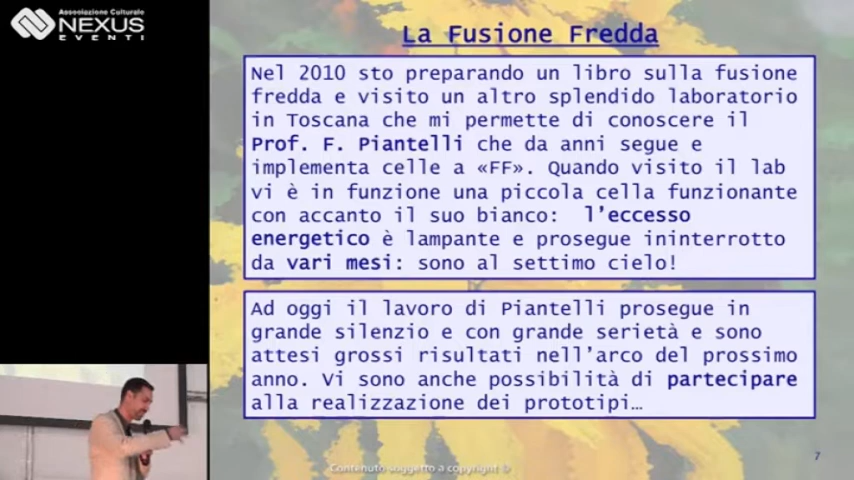 Associazione Culturale
NEXUS
EVENTI
La Fusione Fredda
Nel 2010 sto preparando un libro sulla fusione
fredda e visito un altro splendido laboratorio
in Toscana che mi permette di conoscere il
Prof. F. Piantelli che da anni segue e
implementa celle a «FF». Quando visito il lab
vi è in funzione una piccola cella funzionante
con accanto il suo bianco: l'eccesso
energetico è lampante e prosegue ininterrotto
da vari mesi: sono al settimo cielo!
Ad oggi il lavoro di Piantelli prosegue in
grande silenzio e con grande serietà e sono
attesi grossi risultati nell'arco del prossimo
anno. Vi sono anche possibilità di partecipare
alla realizzazione dei prototipi…
Contenuto soggetto a copyright ©
7